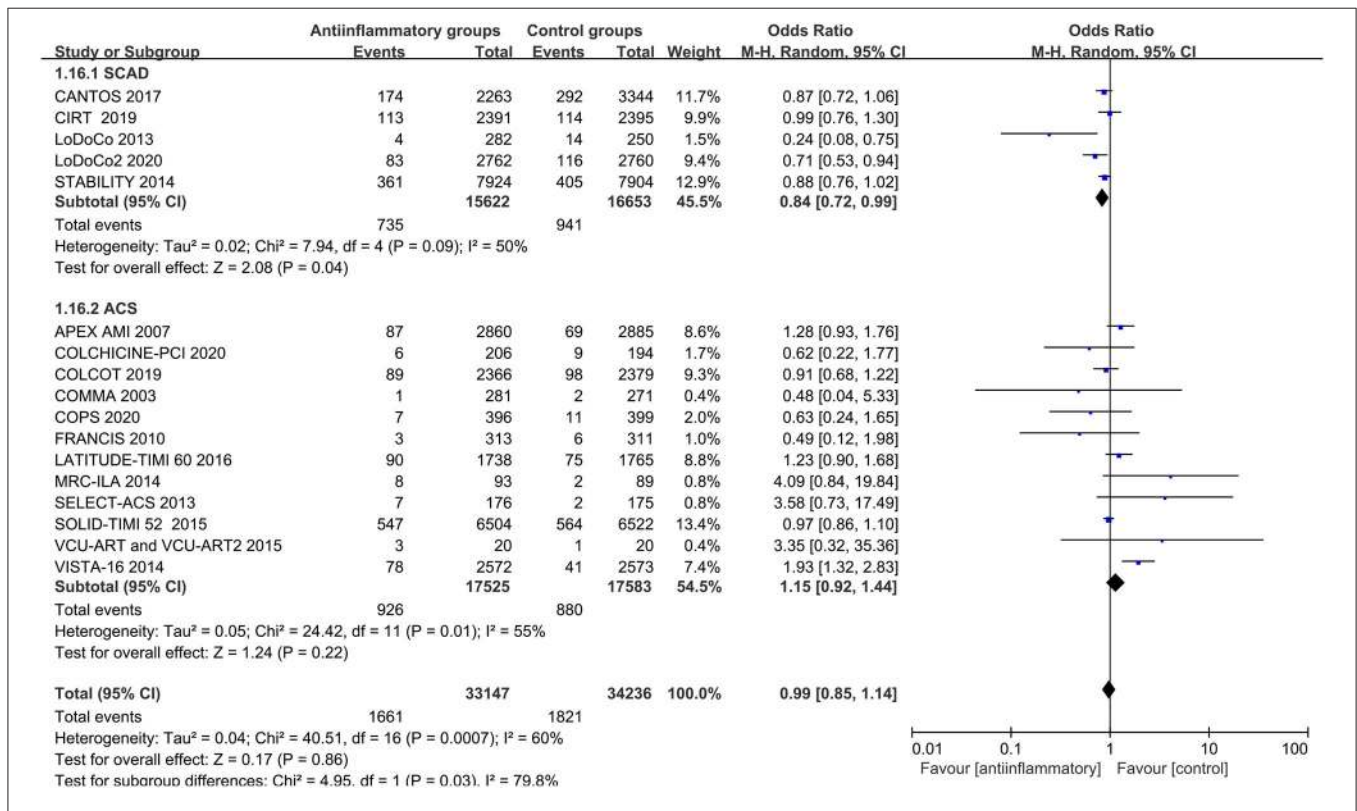 Antiinflammatory groups Control groups Odds Ratio Odds Ratio
Study or Subgroup Events Total Events Total Weight M-H, Random, 95% CI M-H, Random, 95% CI
1.16.1 SCAD
CANTOS 2017 174 2263 292 3344 11.7% 0.87 [0.72, 1.06]
CIRT 2019 113 2391 114 2395 9.9% 0.99 [0.76, 1.30]
LoDoCo 2013 4 282 14 250 1.5% 0.24 [0.08, 0.75]
LoDoCo2 2020 83 2762 116 2760 9.4% 0.71 [0.53, 0.94]
STABILITY 2014 361 7924 405 7904 12.9% 0.88 [0.76, 1.02]
Subtotal (95% CI) 15622 16653 45.5% 0.84 [0.72, 0.99]
Total events 735 941
Heterogeneity: Tau² = 0.02; Chi² = 7.94, df = 4 (P = 0.09); I² = 50%
Test for overall effect: Z = 2.08 (P = 0.04)
1.16.2 ACS
APEX AMI 2007 87 2860 69 2885 8.6% 1.28 [0.93, 1.76]
COLCHICINE-PCI 2020 6 206 9 194 1.7% 0.62 [0.22, 1.77]
COLCOT 2019 89 2366 98 2379 9.3% 0.91 [0.68, 1.22]
COMMA 2003 1 281 2 271 0.4% 0.48 [0.04, 5.33]
COPS 2020 7 396 11 399 2.0% 0.63 [0.24, 1.65]
FRANCIS 2010 3 313 6 311 1.0% 0.49 [0.12, 1.98]
LATITUDE-TIMI 60 2016 90 1738 75 1765 8.8% 1.23 [0.90, 1.68]
MRC-ILA 2014 8 93 2 89 0.8% 4.09 [0.84, 19.84]
SELECT-ACS 2013 7 176 2 175 0.8% 3.58 [0.73, 17.49]
SOLID-TIMI 52 2015 547 6504 564 6522 13.4% 0.97 [0.86, 1.10]
VCU-ART and VCU-ART2 2015 3 20 1 20 0.4% 3.35 [0.32, 35.36]
VISTA-16 2014 78 2572 41 2573 7.4% 1.93 [1.32, 2.83]
Subtotal (95% CI) 17525 17583 54.5% 1.15 [0.92, 1.44]
Total events 926 880
Heterogeneity: Tau² = 0.05; Chi² = 24.42, df = 11 (P = 0.01); I² = 55%
Test for overall effect: Z = 1.24 (P = 0.22)
Total (95% CI) 33147 34236 100.0% 0.99 [0.85, 1.14]
Total events 1661 1821
Heterogeneity: Tau² = 0.04; Chi² = 40.51, df = 16 (P = 0.0007); I² = 60%
Test for overall effect: Z = 0.17 (P = 0.86)
Test for subgroup differences: Chi² = 4.95, df = 1 (P = 0.03), I² = 79.8%
0.01 0.1 1 10 100
Favour [antiinflammatory] Favour [control]